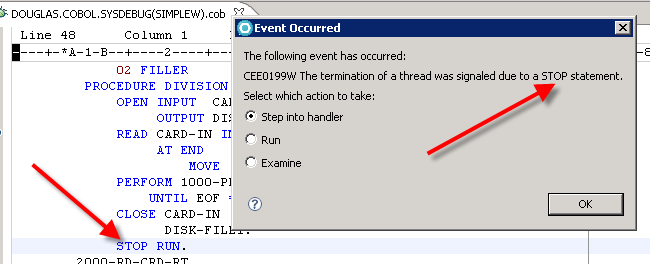 DOUGLAS.COBOL.SYSDEBUG(SIMPLEW).cob
Line 48 Column 1
---+-*A-1-B--+----2----+----
02 FILLER
PROCEDURE DIVISION
OPEN INPUT CA
OUTPUT DIS
READ CARD-IN IN
AT END
MOVE
PERFORM 1000-P
UNTIL EOF =
CLOSE CARD-IN
DISK-FILE1.
STOP RUN.
2000-RD-CRD-RT
Event Occurred
The following event has occurred:
CEE0199W The termination of a thread was signaled due to a STOP statement.
Select which action to take:
Step into handler
Run
Examine
?
OK